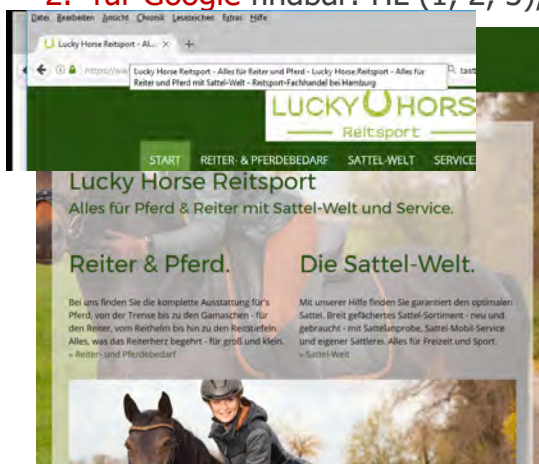 2. für Google findbar: HL (1, 2, 3),
Datei Bearbeiten Ansicht Chronik Lesezeichen Extras Hilfe
Lucky Horse Reitsport - Al...
https://ww
Lucky Horse Reitsport - Alles für Reiter und Pferd - Lucky Horse Reitsport - Alles für
Reiter und Pferd mit Sattel-Welt - Reitsport-Fachhandel bei Hamburg
tast
LUCKY HORS
Reitsport
START REITER- & PFERDEBEDARF SATTEL-WELT SERVICE
Lucky Horse Reitsport
Alles für Pferd & Reiter mit Sattel-Welt und Service.
Reiter & Pferd.
Bei uns finden Sie die komplette Ausstattung für's
Pferd, von der Trense bis zu den Gamaschen - für
den Reiter, vom Reithelm bis hin zu den Reitstiefeln.
Alles, was das Reiterherz begehrt - für groß und klein.
» Reiter- und Pferdebedarf
Die Sattel-Welt.
Mit unserer Hilfe finden Sie garantiert den optimalen
Sattel. Breit gefächertes Sattel-Sortiment - neu und
gebraucht - mit Sattelanprobe, Sattel-Mobil-Service
und eigener Sattlerei. Alles für Freizeit und Sport.
» Sattel-Welt